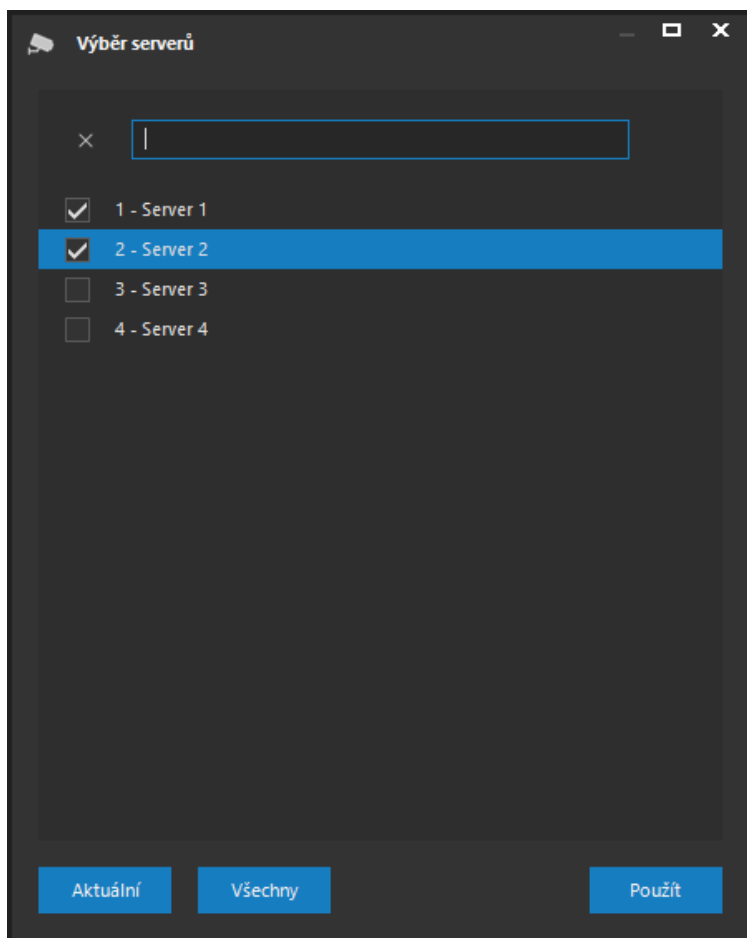 Výběr serverů
1 - Server 1
2 - Server 2
3 - Server 3
4 - Server 4
Aktuální Všechny Použít